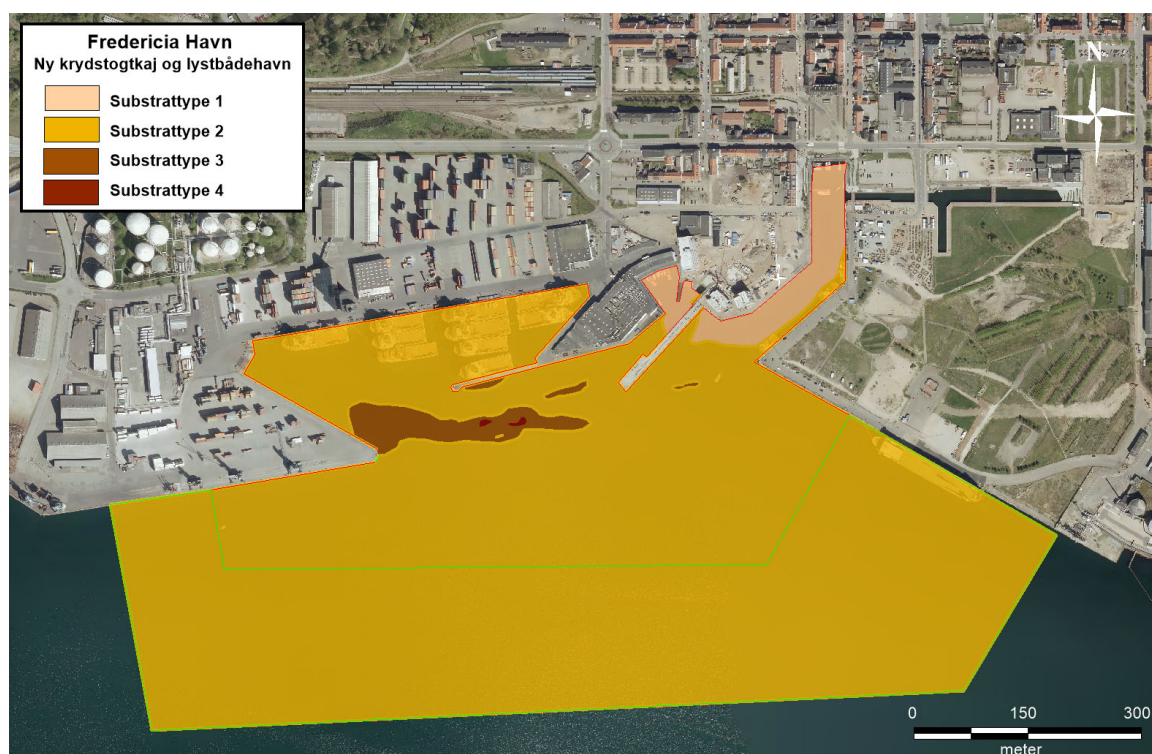 Fredericia Havn
Ny krydstogtkaj og lystbådehavn
Substrattype 1
Substrattype 2
Substrattype 3
Substrattype 4
N
0 150 300
meter